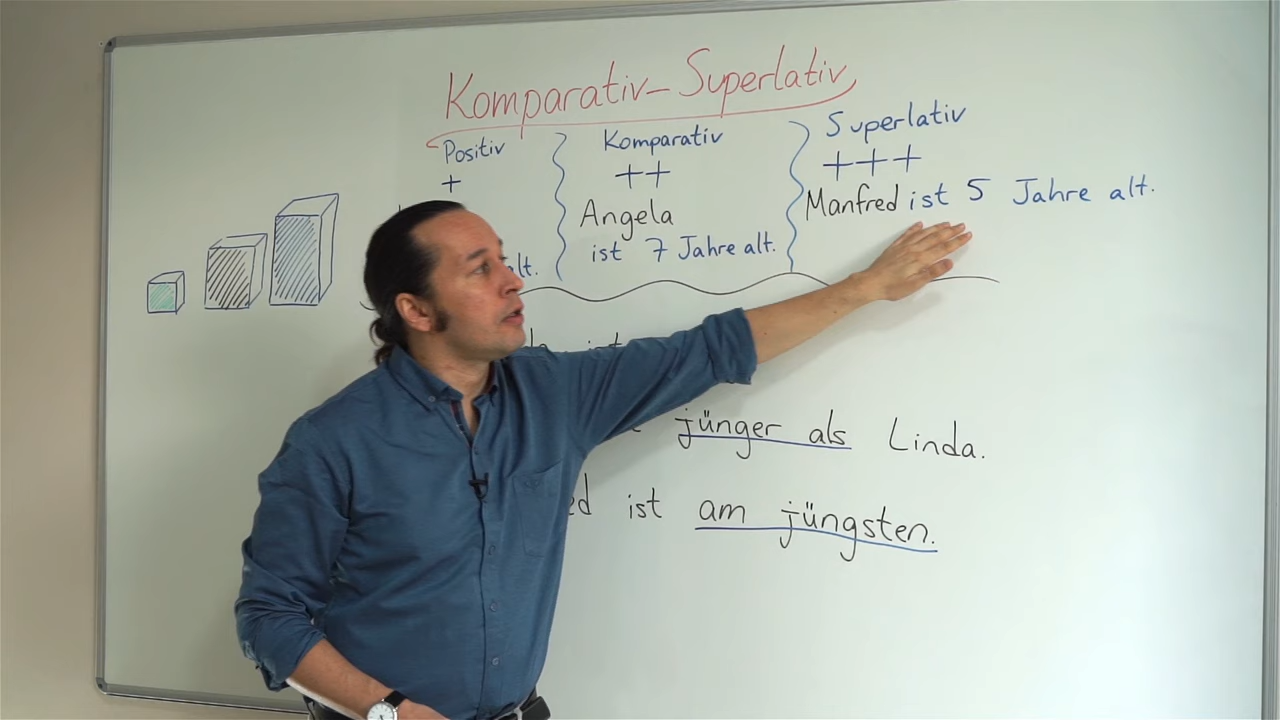 Komparativ-Superlativ
Positiv
+
Komparativ
++
Angela
ist 7 Jahre alt.
Superlativ
+++
Manfred ist 5 Jahre alt.
ist
jünger als Linda.
ist am jüngsten.